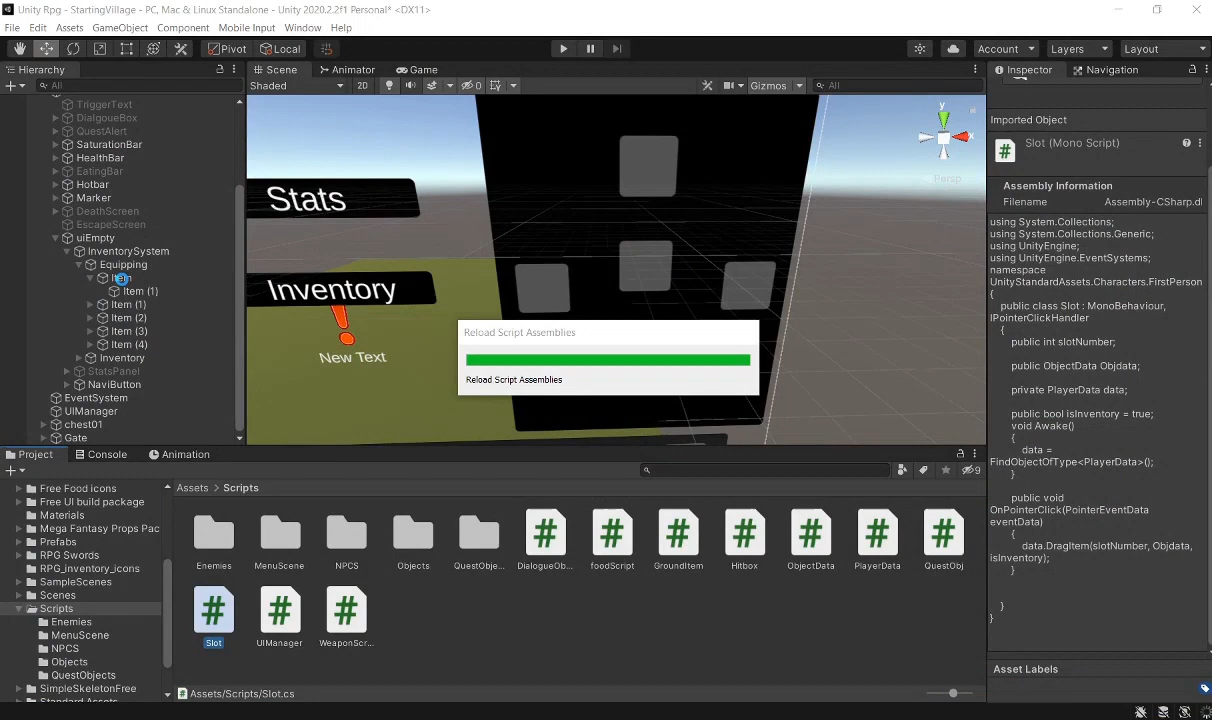 Unity Rpg - StartingVillage - PC, Mac & Linux Standalone - Unity 2020.2.2f1 Personal* <DX11>
File Edit Assets GameObject Component Mobile Input Window Help
Pivot Local Account Layers Layout
Hierarchy Scene Animator Game Inspector Navigation
All Shaded 2D 0 Gizmos All
TriggerText
DialgoueBox
QuestAlert
SaturationBar
HealthBar
EatingBar
Hotbar
Marker
DeathScreen
EscapeScreen
uiEmpty
InventorySystem
Equipping
Item (1)
Item (1)
Item (2)
Item (3)
Item (4)
Inventory
StatsPanel
NaviButton
EventSystem
UIManager
chest01
Gate
y
x
Persp
Stats
Inventory
New Text
Reload Script Assemblies
Reload Script Assemblies
Imported Object
Slot (Mono Script)
Assembly Information
Filename Assembly-CSharp.dl
using System.Collections;
using System.Collections.Generic;
using UnityEngine;
using UnityEngine.EventSystems;
namespace
UnityStandardAssets.Characters.FirstPerson
{
public class Slot : MonoBehaviour,
IPointerClickHandler
{
public int slotNumber;
public ObjectData Objdata;
private PlayerData data;
public bool isInventory = true;
void Awake()
{
data =
FindObjectOfType<PlayerData>();
}
public void
OnPointerClick(PointerEventData
eventData)
{
data.DragItem(slotNumber, Objdata,
isInventory);
}
}
}
Asset Labels
Project Console Animation
9
Free Food icons
Free UI build package
Materials
Mega Fantasy Props Pac
Prefabs
RPG Swords
RPG_inventory_icons
SampleScenes
Scenes
Scripts
Enemies
MenuScene
NPCS
Objects
QuestObjects
SimpleSkeletonFree
Standard Assets
Assets > Scripts
Enemies MenuScene NPCS Objects QuestObje... DialogueOb... foodScript GroundItem Hitbox ObjectData PlayerData QuestObj
Slot UIManager WeaponScr...
Assets/Scripts/Slot.cs